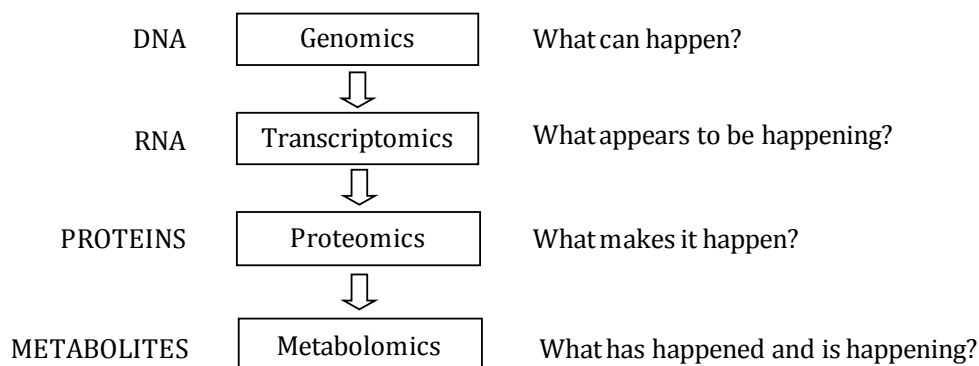 DNA Genomics What can happen?
RNA Transcriptomics What appears to be happening?
PROTEINS Proteomics What makes it happen?
METABOLITES Metabolomics What has happened and is happening?